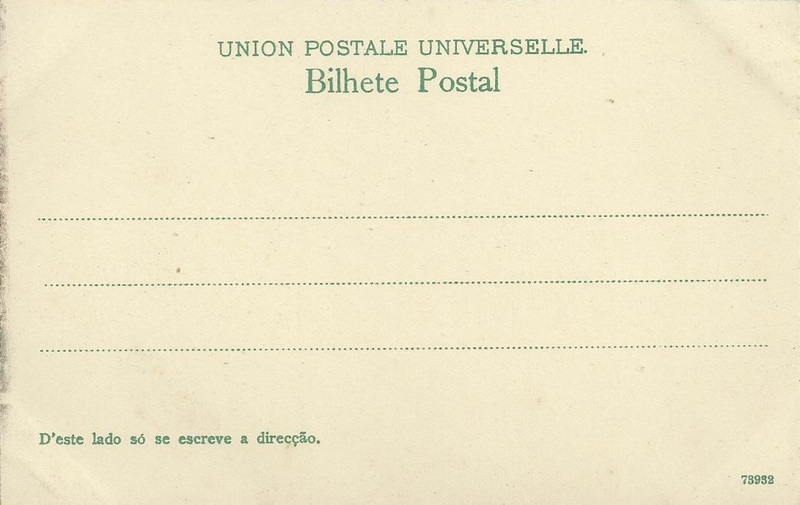 UNION POSTALE UNIVERSELLE.
Bilhete Postal
D'este lado só se escreve a direcção.
73932